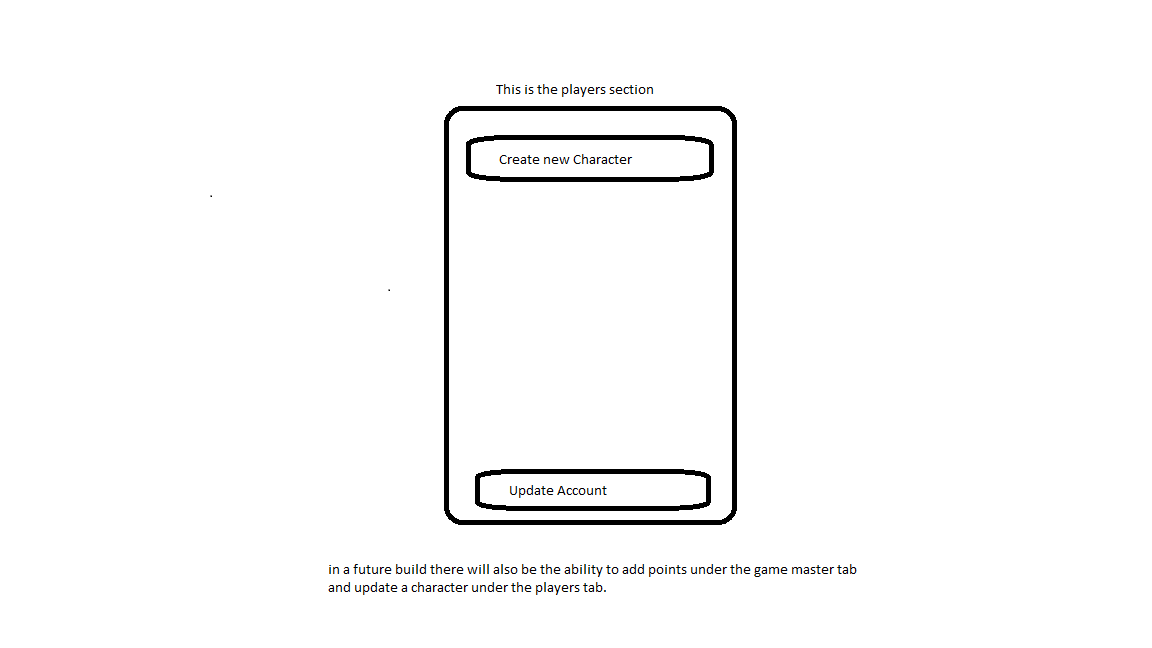 This is the players section
Create new Character
Update Account
in a future build there will also be the ability to add points under the game master tab
and update a character under the players tab.